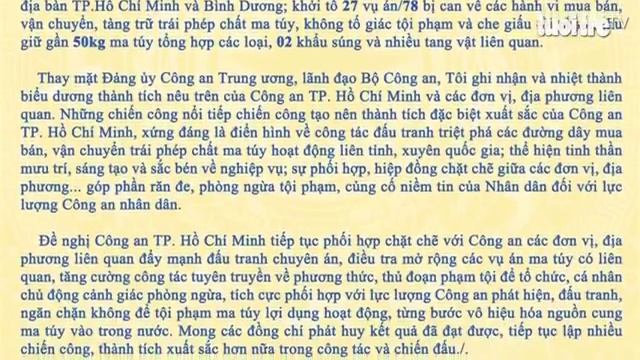 địa bàn TP.Hồ Chí Minh và Bình Dương; khởi tố 27 vụ án/78 bị can về các hành vi mua bán,
vận chuyển, tàng trữ trái phép chất ma túy, không tố giác tội phạm và che giấu
giữ gần 50kg ma túy tổng hợp các loại, 02 khẩu súng và nhiều tang vật liên quan.
Thay mặt Đảng ủy Công an Trung ương, lãnh đạo Bộ Công an, Tôi ghi nhận và nhiệt thành
biểu dương thành tích nêu trên của Công an TP. Hồ Chí Minh và các đơn vị, địa phương liên
quan. Những chiến công nối tiếp chiến công tạo nên thành tích đặc biệt xuất sắc của Công an
TP. Hồ Chí Minh, xứng đáng là điển hình về công tác đấu tranh triệt phá các đường dây mua
bán, vận chuyển trái phép chất ma túy hoạt động liên tỉnh, xuyên quốc gia; thể hiện tinh thần
mưu trí, sáng tạo và sắc bén về nghiệp vụ; sự phối hợp, hiệp đồng chặt chẽ giữa các đơn vị, địa
phương... góp phần răn đe, phòng ngừa tội phạm, củng cố niềm tin của Nhân dân đối với lực
lượng Công an nhân dân.
Đề nghị Công an TP. Hồ Chí Minh tiếp tục phối hợp chặt chẽ với Công an các đơn vị, địa
phương liên quan đẩy mạnh đấu tranh chuyên án, điều tra mở rộng các vụ án ma túy có liên
quan, tăng cường công tác tuyên truyền về phương thức, thủ đoạn phạm tội để tổ chức, cá nhân
chủ động cảnh giác phòng ngừa, tích cực phối hợp với lực lượng Công an phát hiện, đấu tranh,
ngăn chặn không để tội phạm ma túy lợi dụng hoạt động, từng bước vô hiệu hóa nguồn cung
ma túy vào trong nước. Mong các đồng chí phát huy kết quả đã đạt được, tiếp tục lập nhiều
chiến công, thành tích xuất sắc hơn nữa trong công tác và chiến đấu./.